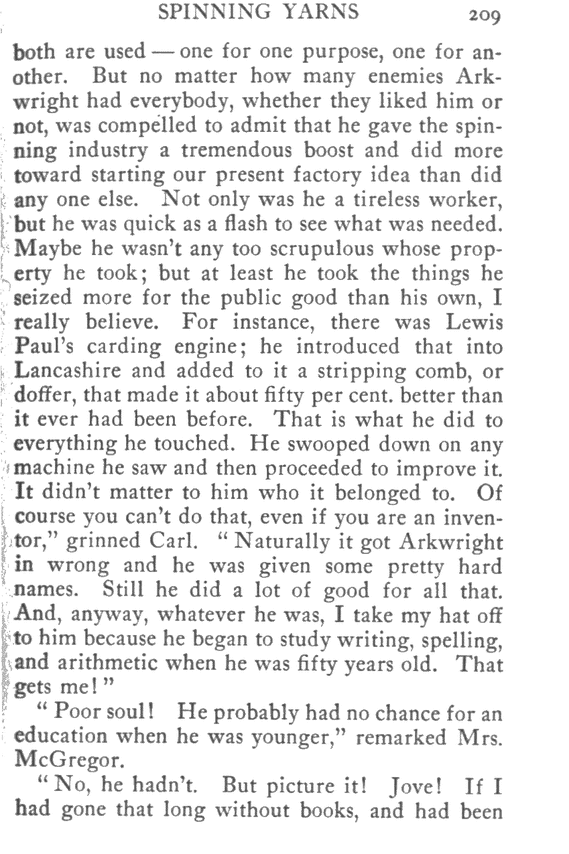 SPINNING YARNS 209
both are used — one for one purpose, one for an-
other. But no matter how many enemies Ark-
wright had everybody, whether they liked him or
not, was compelled to admit that he gave the spin-
ning industry a tremendous boost and did more
toward starting our present factory idea than did
any one else. Not only was he a tireless worker,
but he was quick as a flash to see what was needed.
Maybe he wasn't any too scrupulous whose prop-
erty he took; but at least he took the things he
seized more for the public good than his own, I
really believe. For instance, there was Lewis
Paul's carding engine; he introduced that into
Lancashire and added to it a stripping comb, or
doffer, that made it about fifty per cent. better than
it ever had been before. That is what he did to
everything he touched. He swooped down on any
machine he saw and then proceeded to improve it.
It didn't matter to him who it belonged to. Of
course you can't do that, even if you are an inven-
tor," grinned Carl. "Naturally it got Arkwright
in wrong and he was given some pretty hard
names. Still he did a lot of good for all that.
And, anyway, whatever he was, I take my hat off
to him because he began to study writing, spelling,
and arithmetic when he was fifty years old. That
gets me!"
"Poor soul! He probably had no chance for an
education when he was younger," remarked Mrs.
McGregor.
"No, he hadn't. But picture it! Jove! If I
had gone that long without books, and had been